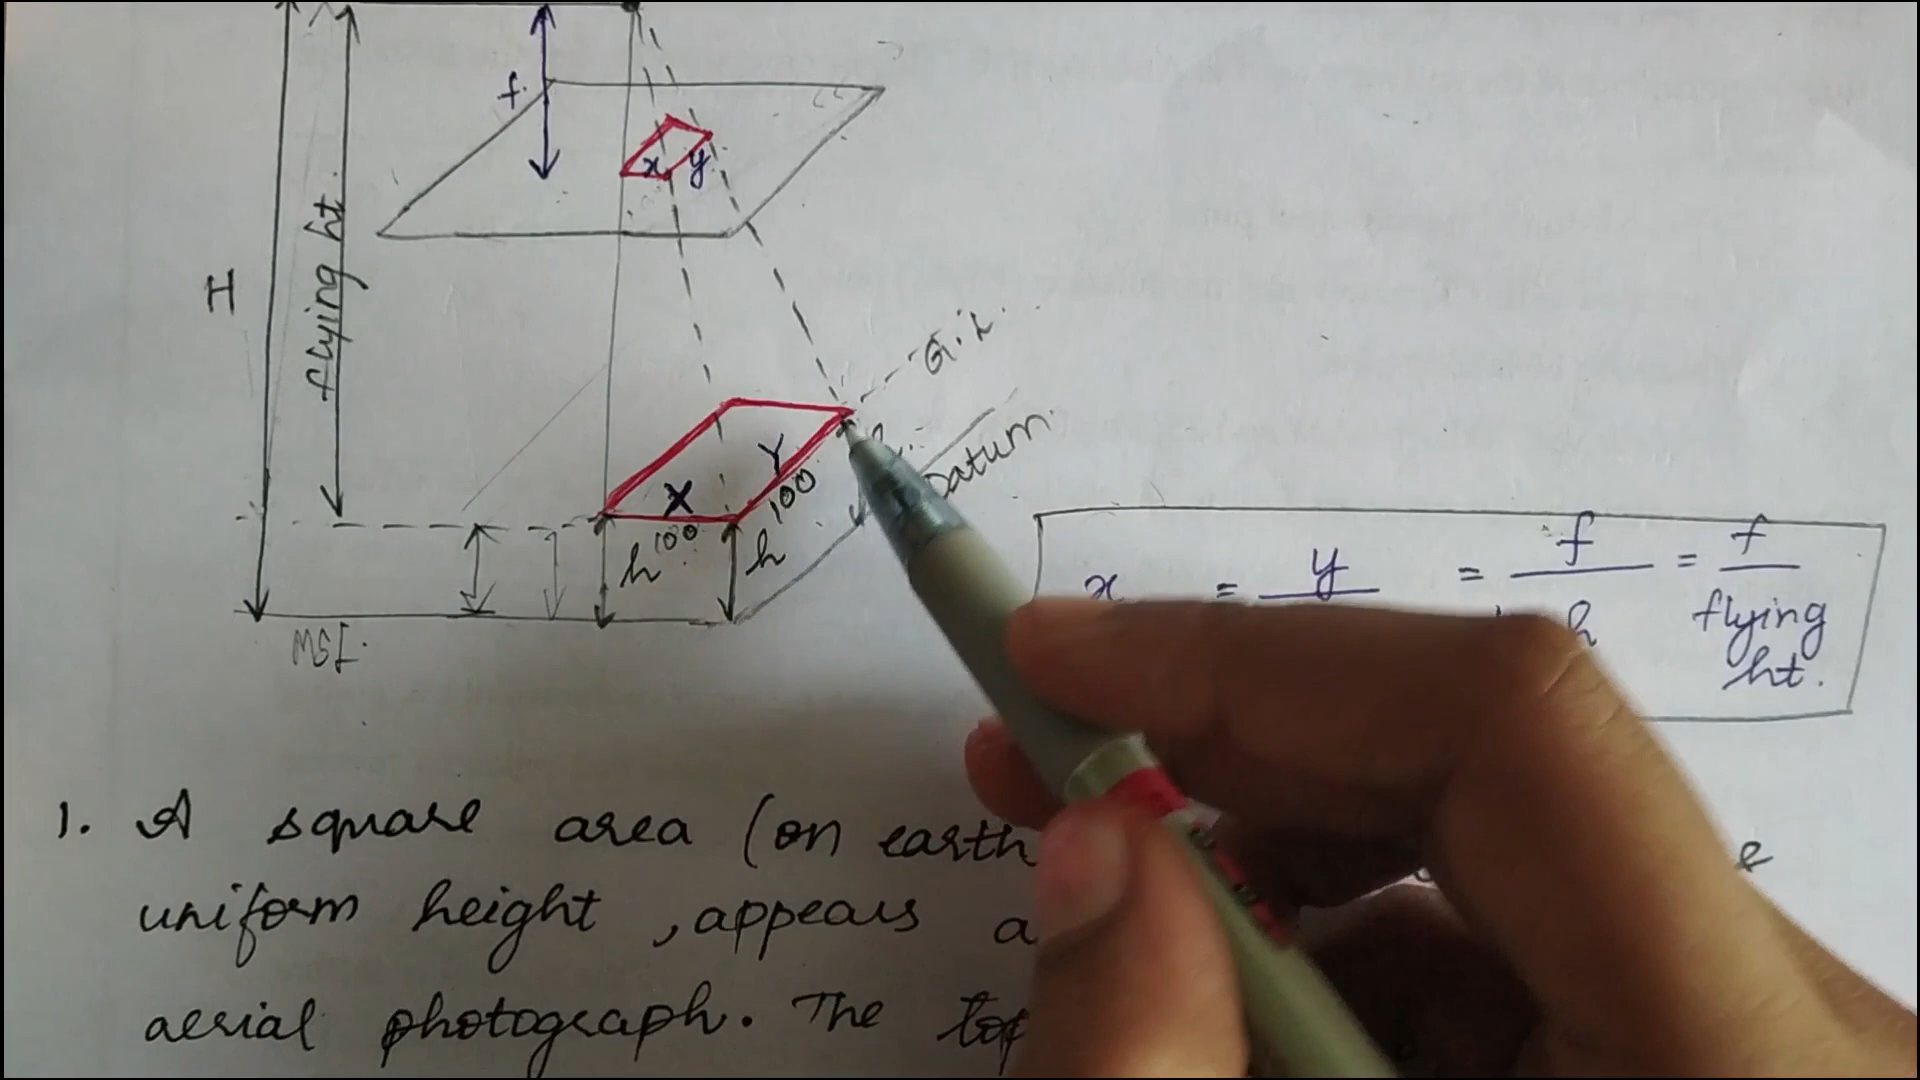 f.
x y
H
flying ht.
G.L.
Y
X
100
100
Datum.
h
h
MSL.
x = y = f = f
h flying
ht.
1. A square area (on earth
uniform height, appears a
aerial photograph. The top